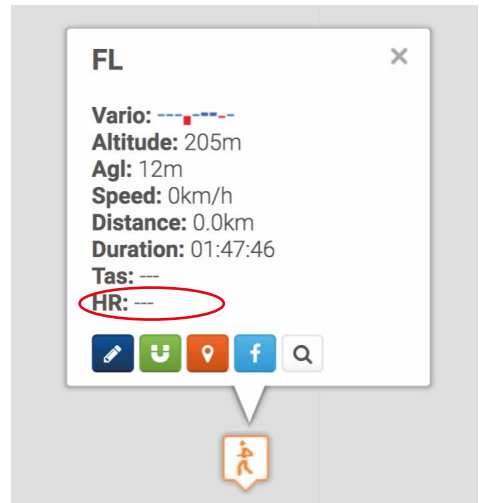 FL
Vario:
Altitude: 205m
Agl: 12m
Speed: 0km/h
Distance: 0.0km
Duration: 01:47:46
Tas: ---
HR: ---
f